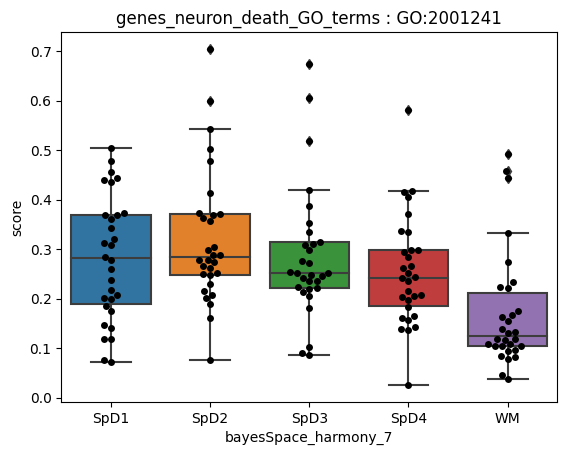 genes_neuron_death_GO_terms : GO:2001241
score
0.7
0.6
0.5
0.4
0.3
0.2
0.1
0.0
SpD1 SpD2 SpD3 SpD4 WM
bayesSpace_harmony_7